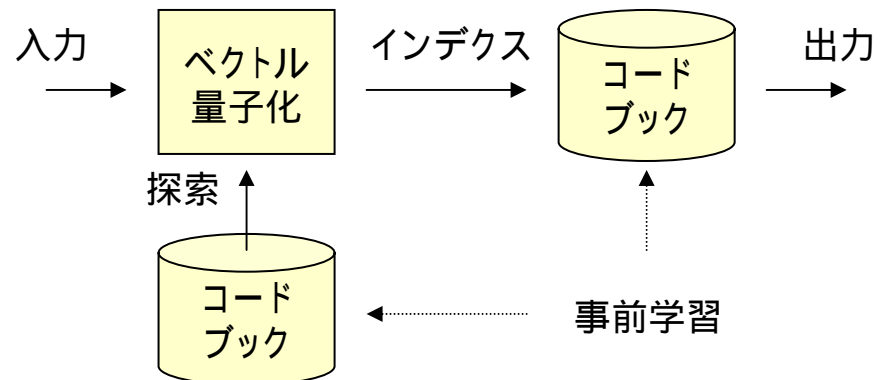 入力
ベクトル
量子化
インデクス
コード
ブック
出力
探索
コード
ブック
事前学習